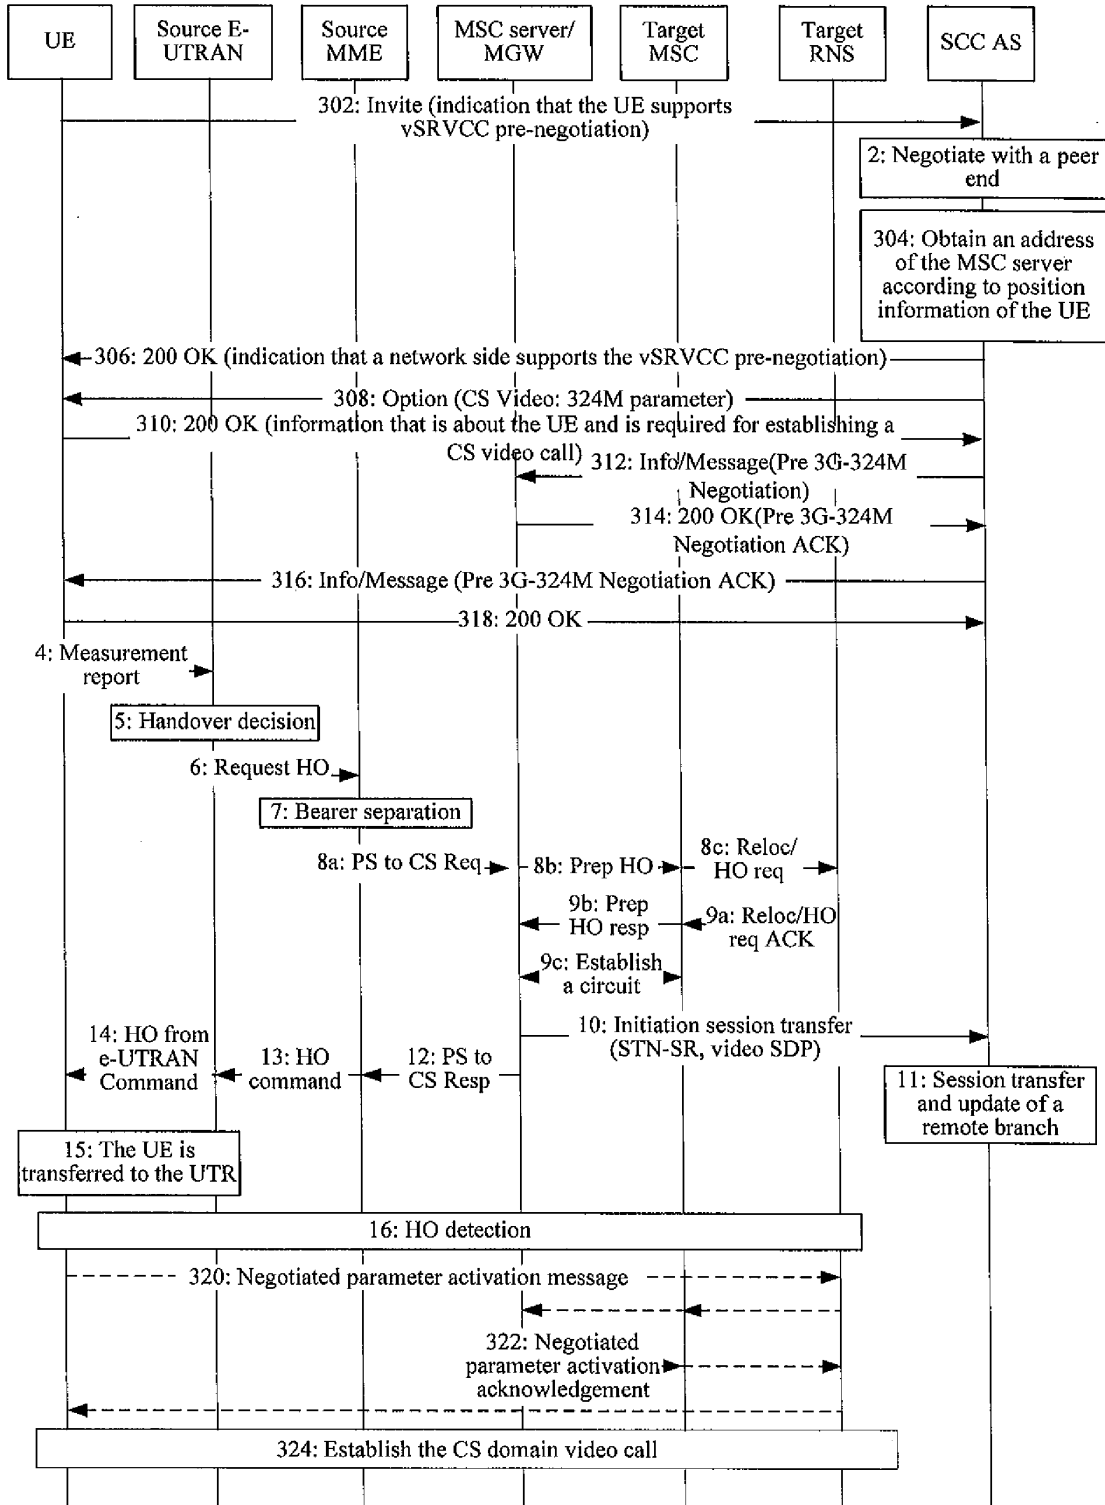 UE
Source E-
UTRAN
Source
MME
MSC server/
MGW
Target
MSC
Target
RNS
SCC AS
302: Invite (indication that the UE supports
vSRVCC pre-negotiation)
2: Negotiate with a peer
end
304: Obtain an address
of the MSC server
according to position
information of the UE
306: 200 OK (indication that a network side supports the vSRVCC pre-negotiation)
308: Option (CS Video: 324M parameter)
310: 200 OK (information that is about the UE and is required for establishing a
CS video call)
312: Info/Message(Pre 3G-324M
Negotiation)
314: 200 OK(Pre 3G-324M
Negotiation ACK)
316: Info/Message (Pre 3G-324M Negotiation ACK)
318: 200 OK
4: Measurement
report
5: Handover decision
6: Request HO
7: Bearer separation
8a: PS to CS Req
8b: Prep HO
8c: Reloc/
HO req
9b: Prep
HO resp
9a: Reloc/HO
req ACK
9c: Establish
a circuit
10: Initiation session transfer
(STN-SR, video SDP)
14: HO from
e-UTRAN
Command
13: HO
command
12: PS to
CS Resp
11: Session transfer
and update of a
remote branch
15: The UE is
transferred to the UTR
16: HO detection
320: Negotiated parameter activation message
322: Negotiated
parameter activation
acknowledgement
324: Establish the CS domain video call